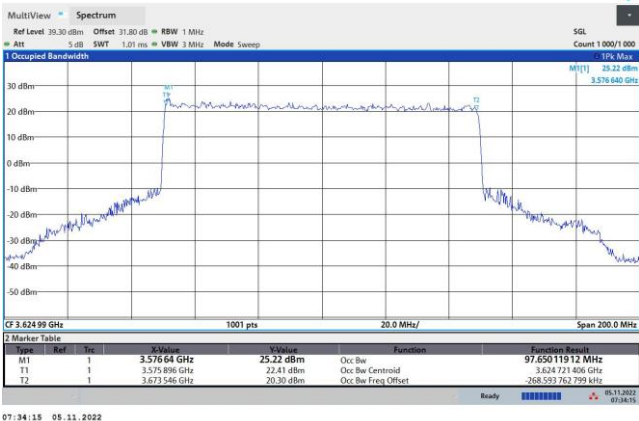 MultiView Spectrum
Ref Level 39.30 dBm Offset 31.80 dB RBW 1 MHz SGL
Att 5 dB SWT 1.01 ms VBW 3 MHz Mode Sweep Count 1 000/1 000
1 Occupied Bandwidth 1Pk Max
M1[1] 25.22 dBm
3.576 640 GHz
M1
T1
T2
30 dBm
20 dBm
10 dBm
0 dBm
-10 dBm
-20 dBm
-30 dBm
-40 dBm
-50 dBm
CF 3.624 99 GHz 1001 pts 20.0 MHz/ Span 200.0 MHz
2 Marker Table
Type Ref Trc X-Value Y-Value Function Function Result
M1 1 3.576 64 GHz 25.22 dBm Occ Bw 97.650 119 12 MHz
T1 1 3.575 896 GHz 22.41 dBm Occ Bw Centroid 3.624 721 406 GHz
T2 1 3.673 546 GHz 20.30 dBm Occ Bw Freq Offset -268.593 762 799 kHz
Ready 05.11.2022
07:34:15
07:34:15 05.11.2022